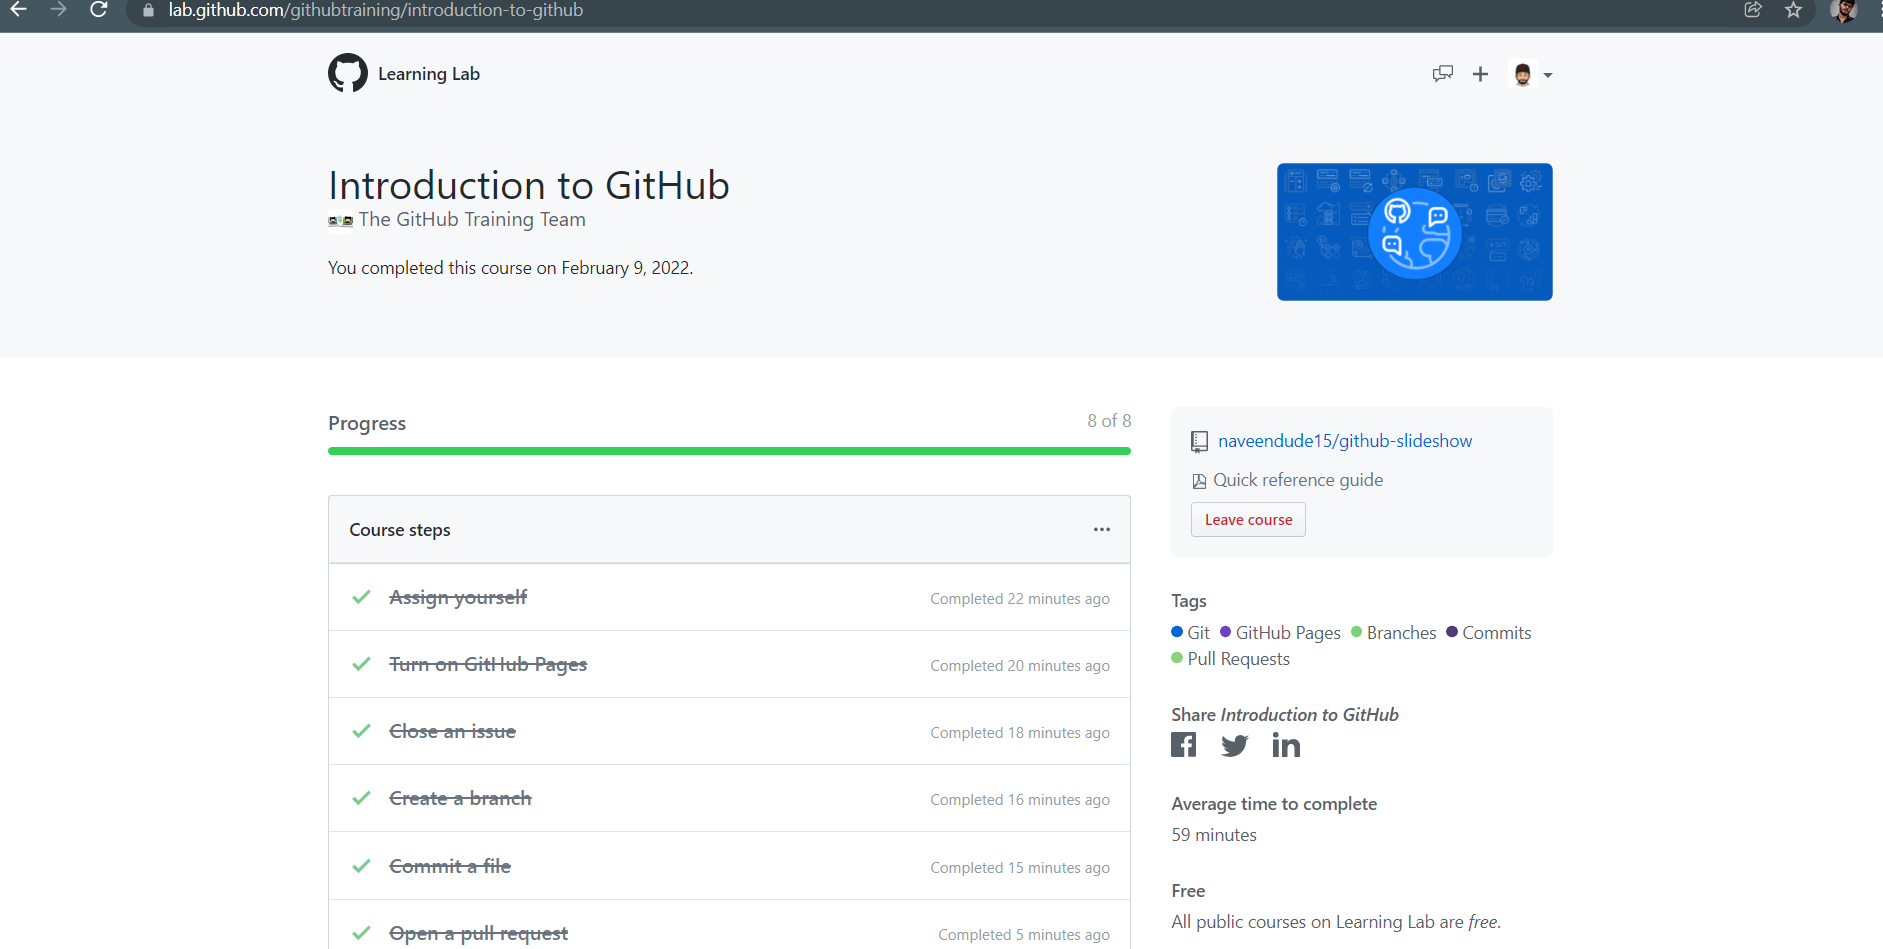 lab.github.com/githubtraining/introduction-to-github
Learning Lab
Introduction to GitHub
The GitHub Training Team
You completed this course on February 9, 2022.
Progress
8 of 8
Course steps
Assign yourself
Completed 22 minutes ago
Turn on GitHub Pages
Completed 20 minutes ago
Close an issue
Completed 18 minutes ago
Create a branch
Completed 16 minutes ago
Commit a file
Completed 15 minutes ago
Open a pull request
Completed 5 minutes ago
naveendude15/github-slideshow
Quick reference guide
Leave course
Tags
Git GitHub Pages Branches Commits
Pull Requests
Share Introduction to GitHub
Average time to complete
59 minutes
Free
All public courses on Learning Lab are free.